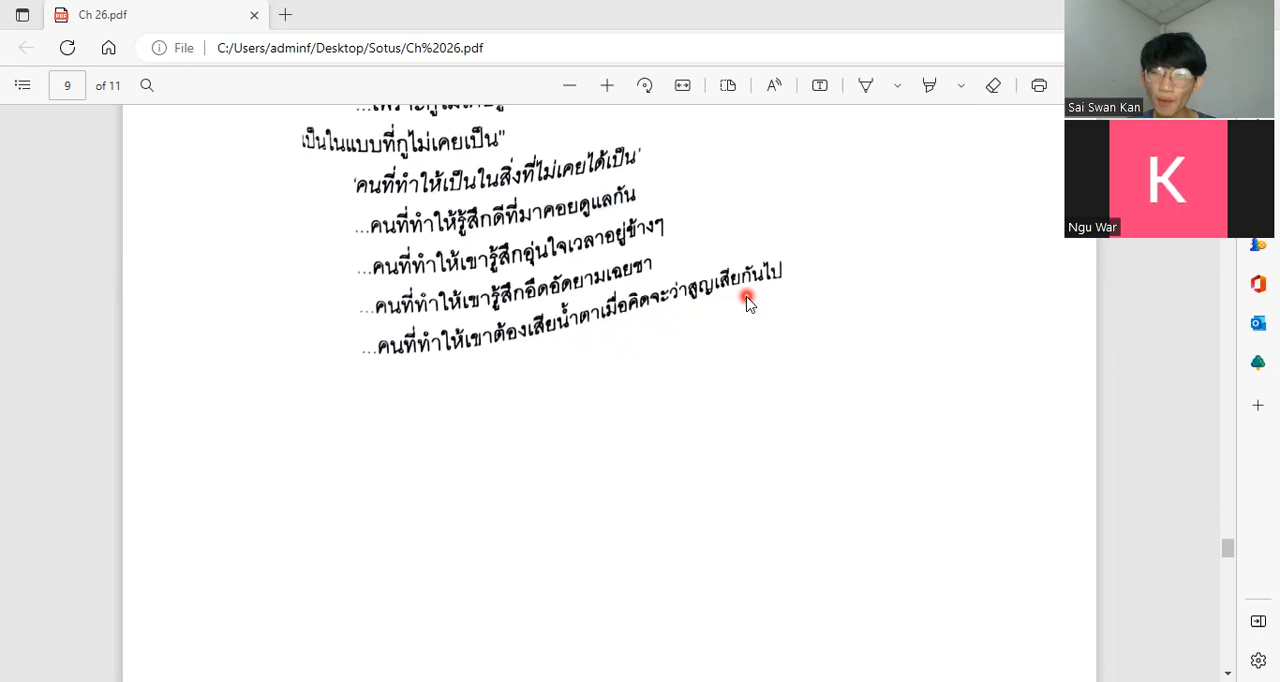 Ch 26.pdf
File
C:/Users/adminf/Desktop/Sotus/Ch%2026.pdf
9 of 11
Sai Swan Kan
K
Ngu War
เป็นในแบบที่กูไม่เคยเป็น"
'คนที่ทำให้เป็นในสิ่งที่ไม่เคยได้เป็น'
...คนที่ทำให้รู้สึกดีที่มาคอยดูแลกัน
...คนที่ทำให้เขารู้สึกอุ่นใจเวลาอยู่ข้างๆ
...คนที่ทำให้เขารู้สึกอึดอัดยามเฉยชา
...คนที่ทำให้เขาต้องเสียน้ำตาเมื่อคิดจะว่าสูญเสียกันไป